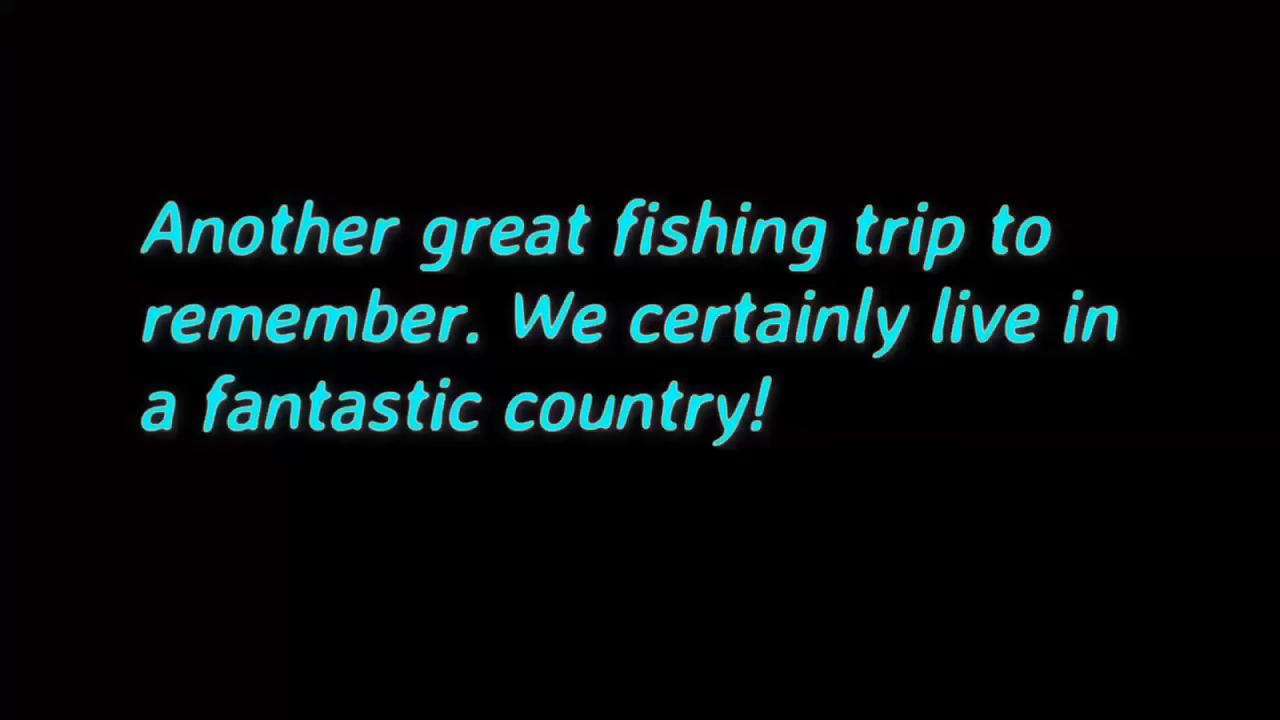 Another great fishing trip to
remember. We certainly live in
a fantastic country!